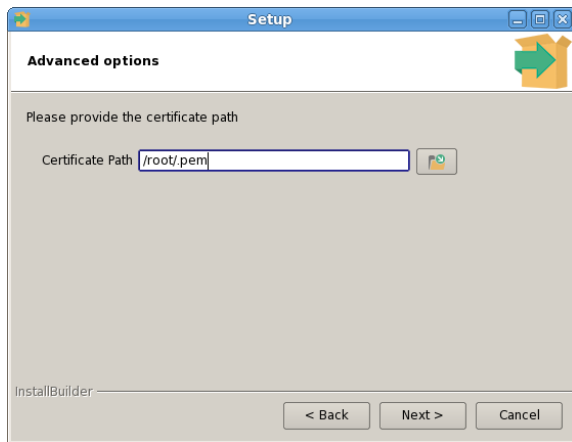 Setup
Advanced options
Please provide the certificate path
Certificate Path /root/.pem
InstallBuilder
< Back Next > Cancel